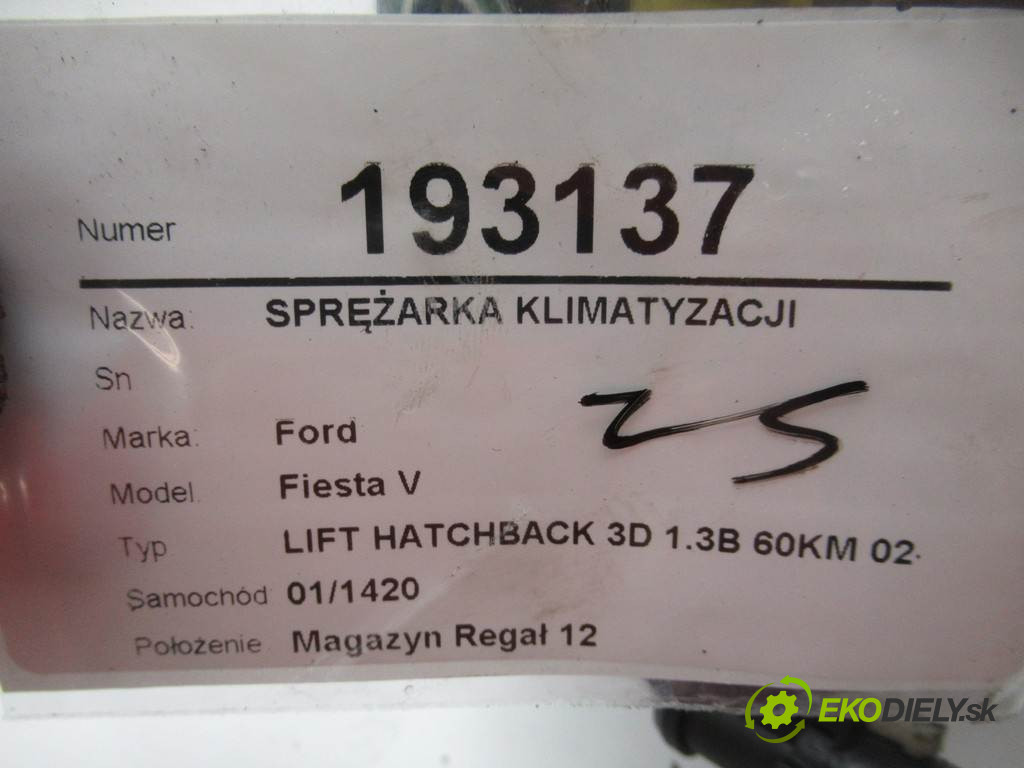 Numer 193137
Nazwa: SPRĘŻARKA KLIMATYZACJI
Sn
Marka: Ford
Model. Fiesta V
Typ LIFT HATCHBACK 3D 1.3B 60KM 02-
Samochód 01/1420
Położenie Magazyn Regał 12
EKODIELY.sk